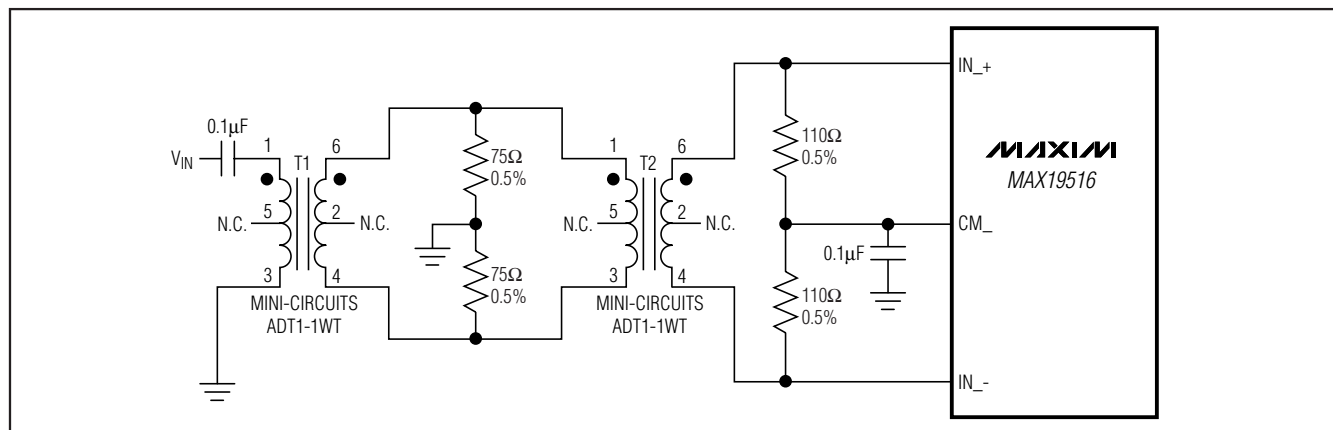 V_IN
0.1μF
1
5
3
N.C.
T1
6
2
4
N.C.
MINI-CIRCUITS
ADT1-1WT
75Ω
0.5%
75Ω
0.5%
1
5
3
N.C.
T2
6
2
4
N.C.
MINI-CIRCUITS
ADT1-1WT
110Ω
0.5%
0.1μF
110Ω
0.5%
IN_+
CM_
IN_-
MAXIM
MAX19516